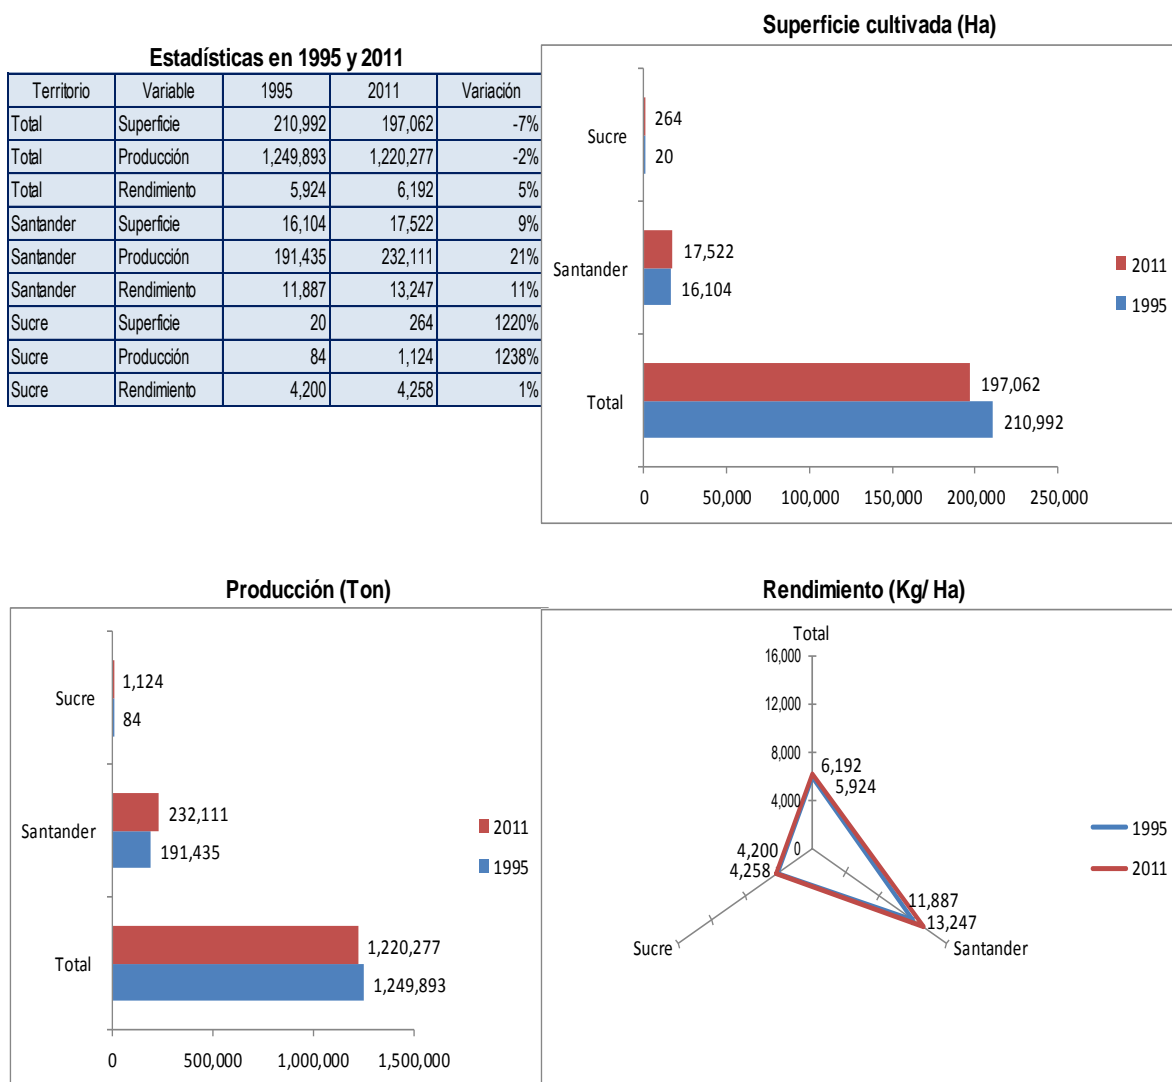 Estadísticas en 1995 y 2011
Territorio Variable 1995 2011 Variación
Total Superficie 210,992 197,062 -7%
Total Producción 1,249,893 1,220,277 -2%
Total Rendimiento 5,924 6,192 5%
Santander Superficie 16,104 17,522 9%
Santander Producción 191,435 232,111 21%
Santander Rendimiento 11,887 13,247 11%
Sucre Superficie 20 264 1220%
Sucre Producción 84 1,124 1238%
Sucre Rendimiento 4,200 4,258 1%
Superficie cultivada (Ha)
264
Sucre
20
17,522
Santander
16,104
197,062
Total
210,992
0 50,000 100,000 150,000 200,000 250,000
2011
1995
Producción (Ton)
1,124
Sucre
84
232,111
Santander
191,435
1,220,277
Total
1,249,893
0 500,000 1,000,000 1,500,000
2011
1995
Rendimiento (Kg/ Ha)
Total
16,000
12,000
8,000
6,192
5,924
4,000
4,200 0
4,258
11,887
13,247
Sucre
Santander
1995
2011